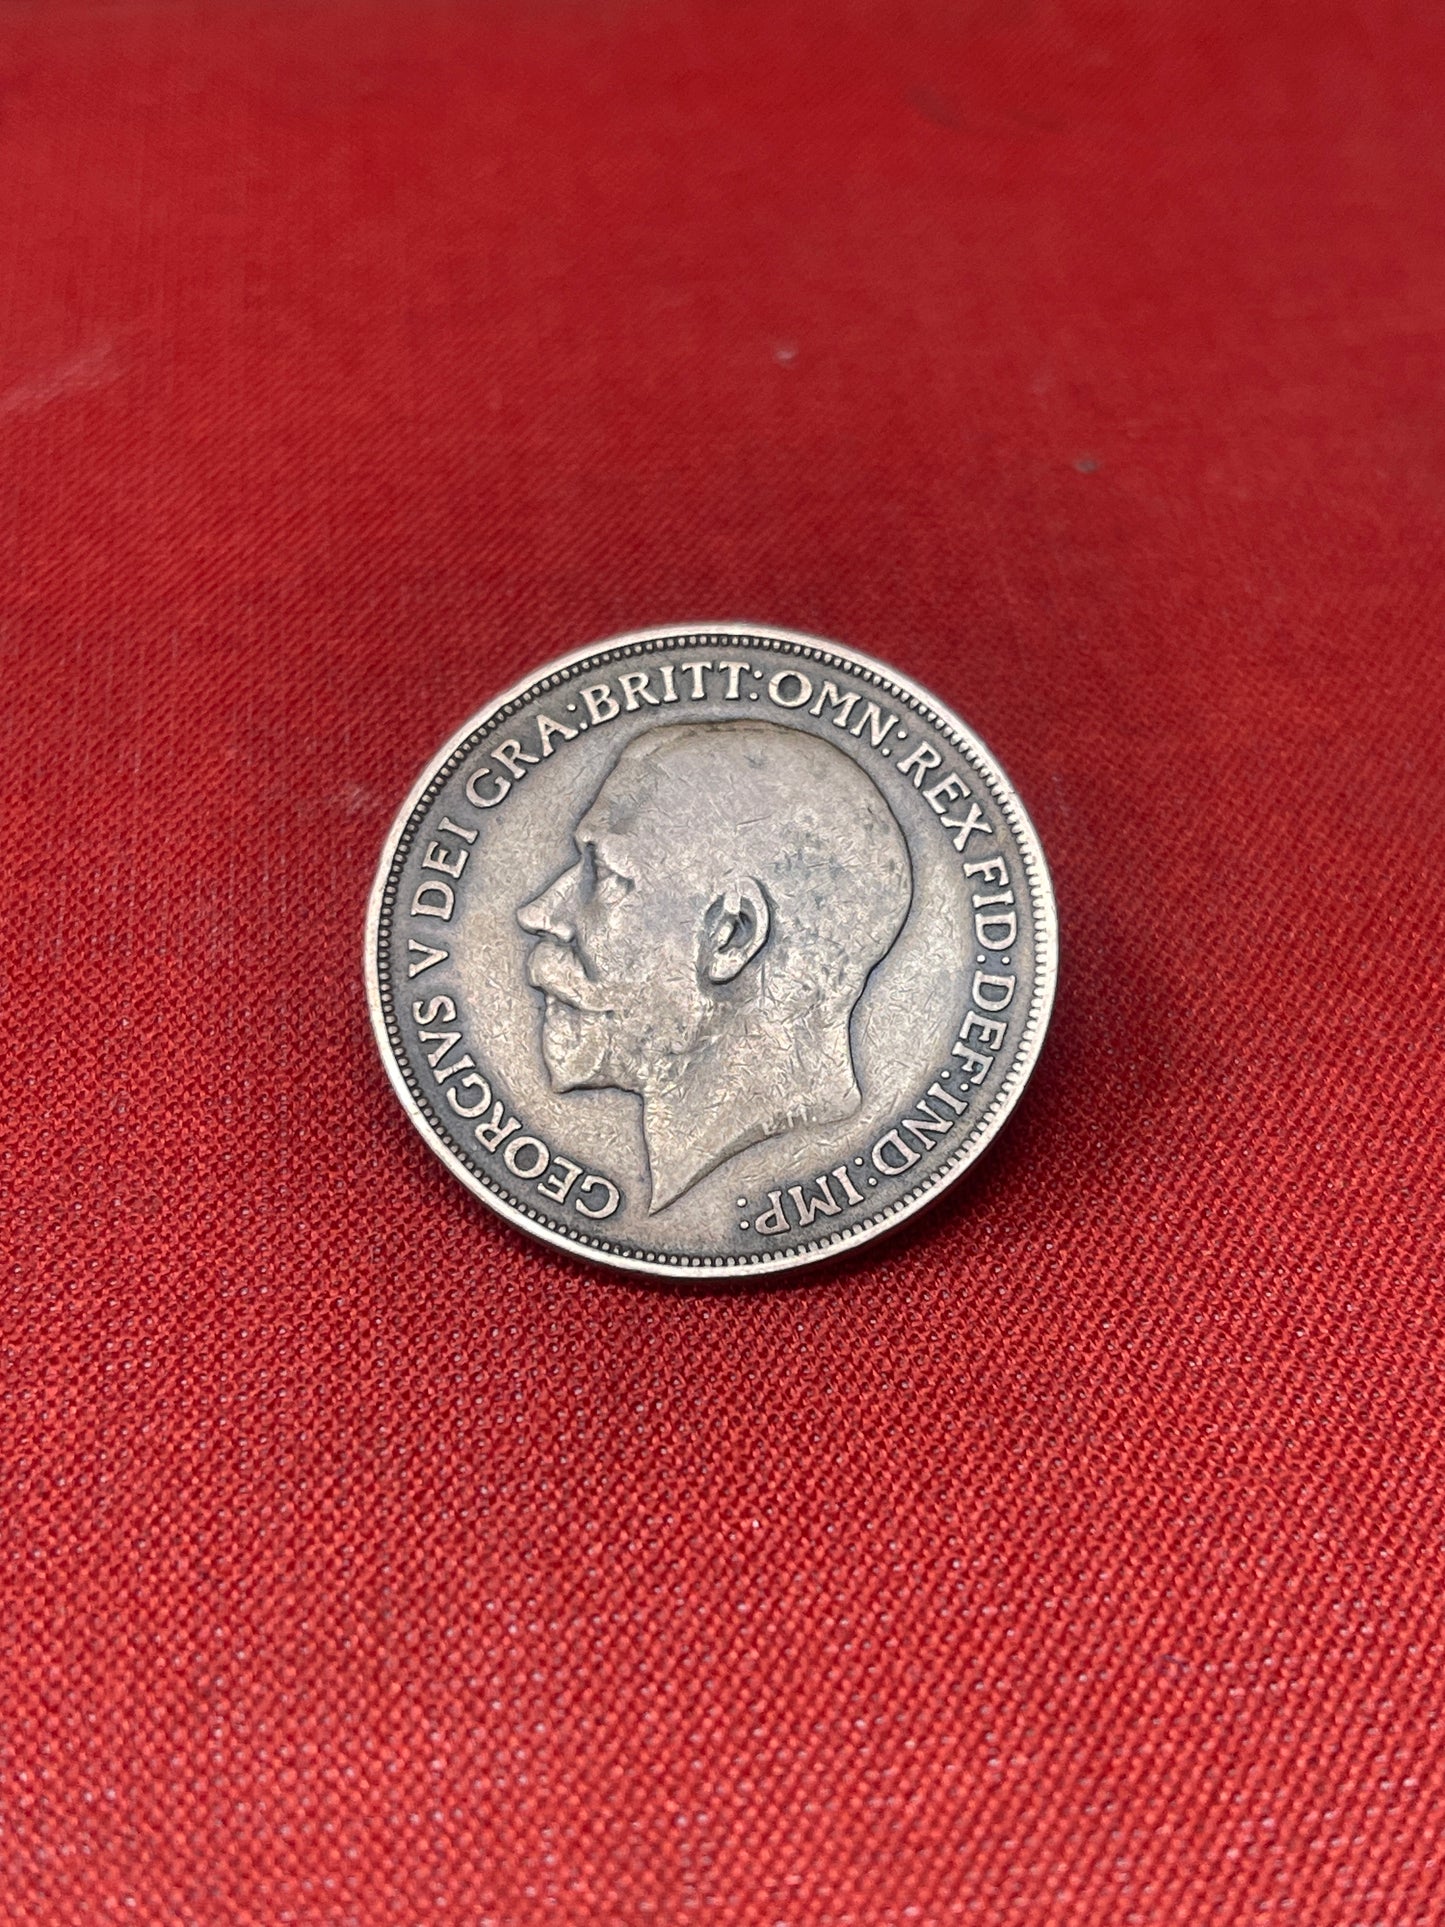 GEORGIVS V DEI GRA: BRITT: OMN: REX FID: DEF: IND: IMP: